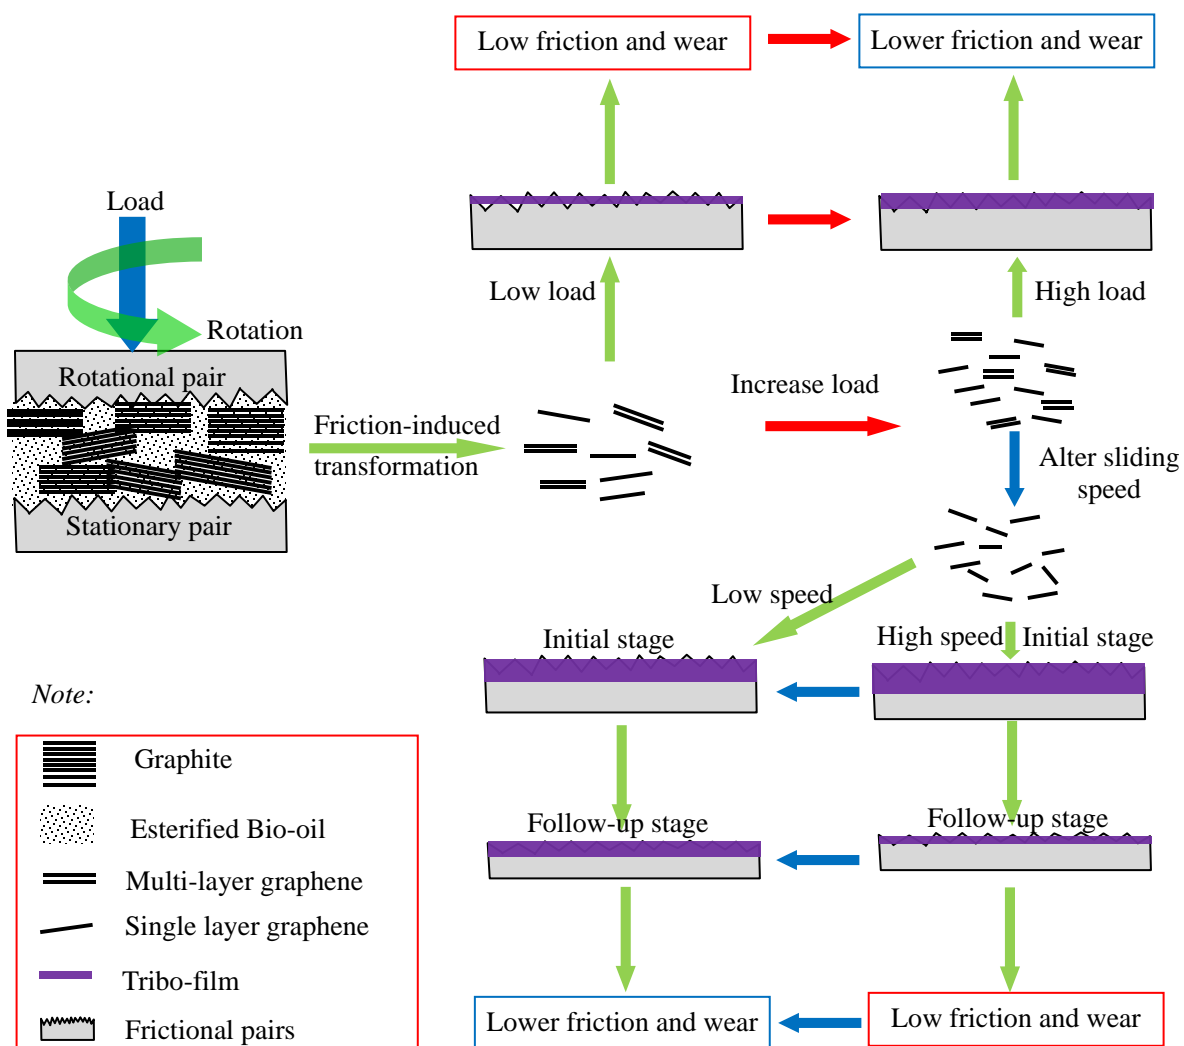 Low friction and wear
Lower friction and wear
Load
Low load
High load
Rotation
Rotational pair
Increase load
Friction-induced
transformation
Alter sliding
speed
Stationary pair
Low speed
Initial stage
High speed
Initial stage
Note:
Graphite
Follow-up stage
Follow-up stage
Esterified Bio-oil
Multi-layer graphene
Single layer graphene
Tribo-film
Lower friction and wear
Low friction and wear
Frictional pairs